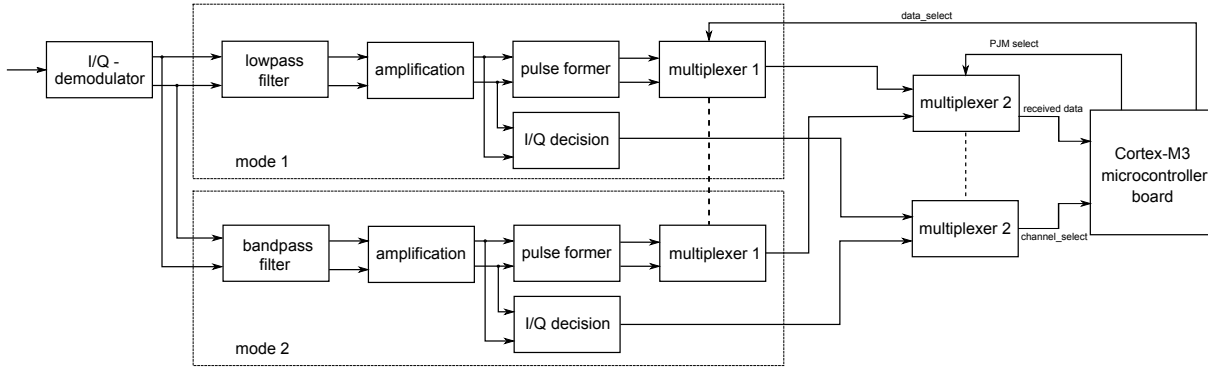 data_select
PJM select
I/Q -
demodulator
lowpass
filter
amplification
pulse former
multiplexer 1
multiplexer 2
received data
I/Q decision
mode 1
Cortex-M3
microcontroller
board
multiplexer 2
channel_select
bandpass
filter
amplification
pulse former
multiplexer 1
I/Q decision
mode 2